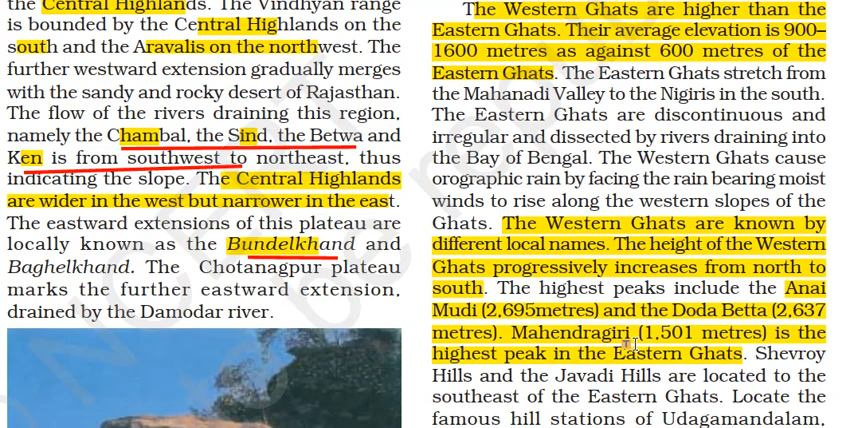 the Central Highlands. The Vindhyan range
is bounded by the Central Highlands on the
south and the Aravalis on the northwest. The
further westward extension gradually merges
with the sandy and rocky desert of Rajasthan.
The flow of the rivers draining this region,
namely the Chambal, the Sind, the Betwa and
Ken is from southwest to northeast, thus
indicating the slope. The Central Highlands
are wider in the west but narrower in the east.
The eastward extensions of this plateau are
locally known as the Bundelkhand and
Baghelkhand. The Chotanagpur plateau
marks the further eastward extension,
drained by the Damodar river.
The Western Ghats are higher than the
Eastern Ghats. Their average elevation is 900–
1600 metres as against 600 metres of the
Eastern Ghats. The Eastern Ghats stretch from
the Mahanadi Valley to the Nigiris in the south.
The Eastern Ghats are discontinuous and
irregular and dissected by rivers draining into
the Bay of Bengal. The Western Ghats cause
orographic rain by facing the rain bearing moist
winds to rise along the western slopes of the
Ghats. The Western Ghats are known by
different local names. The height of the Western
Ghats progressively increases from north to
south. The highest peaks include the Anai
Mudi (2,695metres) and the Doda Betta (2,637
metres). Mahendragiri (1,501 metres) is the
highest peak in the Eastern Ghats. Shevroy
Hills and the Javadi Hills are located to the
southeast of the Eastern Ghats. Locate the
famous hill stations of Udagamandalam,